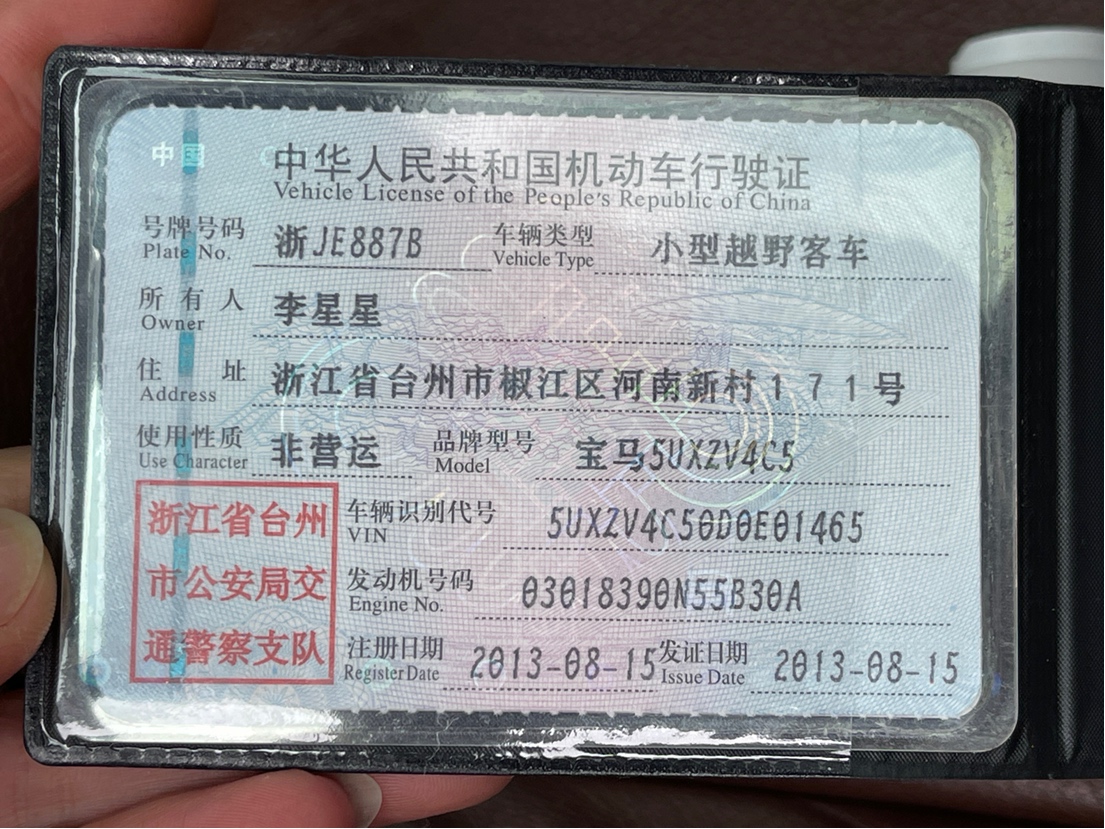 中国
中华人民共和国机动车行驶证
Vehicle License of the People's Republic of China
号牌号码 浙JE887B 车辆类型 小型越野客车
Plate No. Vehicle Type
所有人 李星星
Owner
住址 浙江省台州市椒江区河南新村171号
Address
使用性质 非营运 品牌型号 宝马5UXZV4C5
Use Character Model
浙江省台州
市公安局交
通警察支队
车辆识别代号 5UXZV4C50D0E01465
VIN
发动机号码 03018390N55B30A
Engine No.
注册日期 2013-08-15 发证日期 2013-08-15
Register Date Issue Date